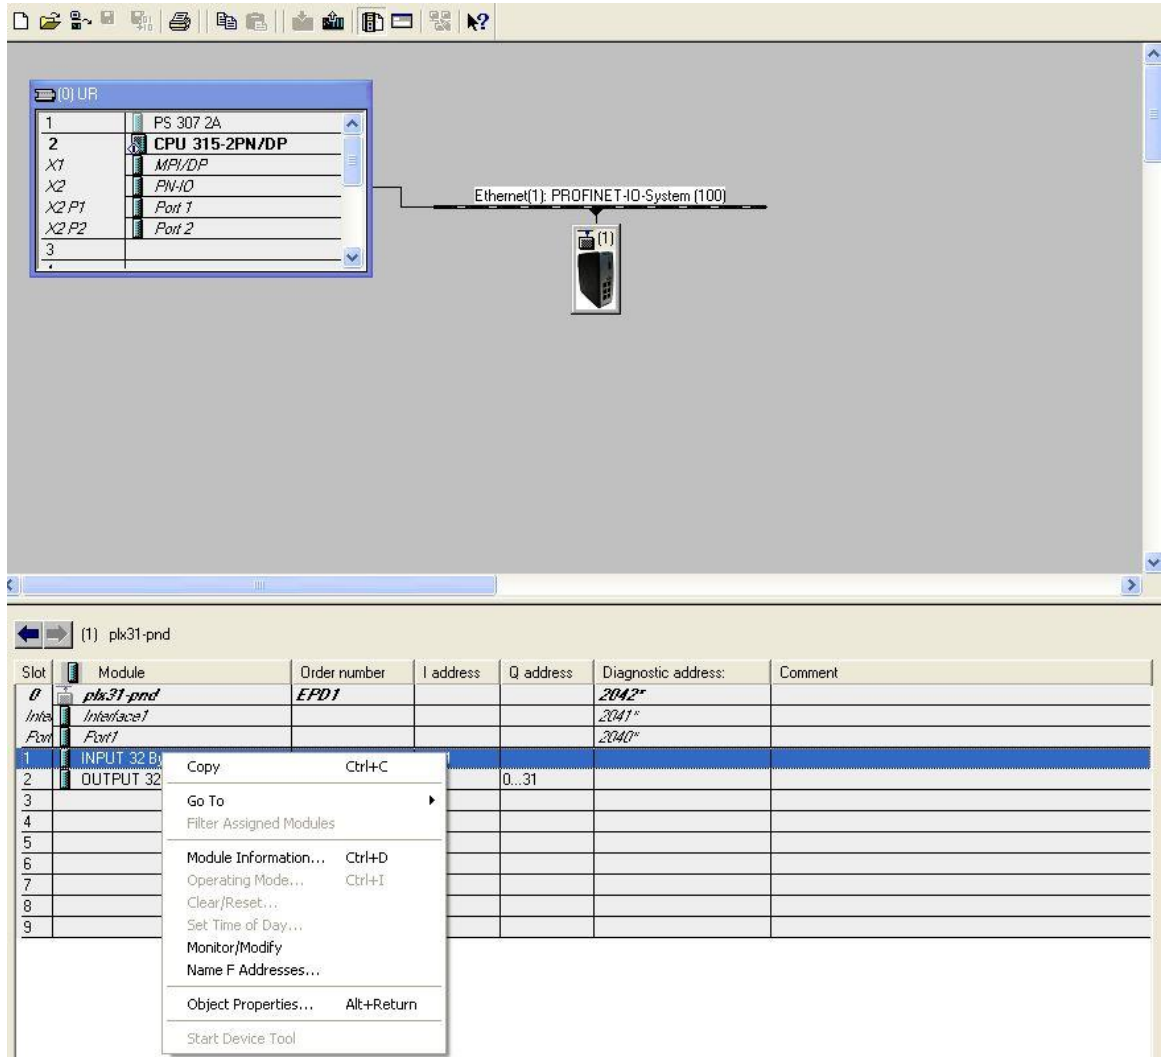 (0) UR
1 PS 307 2A
2 CPU 315-2PN/DP
X1 MPI/DP
X2 PN-IO
X2 P1 Port 1
X2 P2 Port 2
3
Ethernet(1): PROFINET-IO-System (100)
(1)
(1) plx31-pnd
Slot Module Order number I address Q address Diagnostic address: Comment
0 plx31-pnd EPD1 2042*
Interface1 2041*
Port1 2040*
1 INPUT 32
2 OUTPUT 32 0...31
3
4
5
6
7
8
9
Copy Ctrl+C
Go To
Filter Assigned Modules
Module Information... Ctrl+D
Operating Mode... Ctrl+I
Clear/Reset...
Set Time of Day...
Monitor/Modify
Name F Addresses...
Object Properties... Alt+Return
Start Device Tool